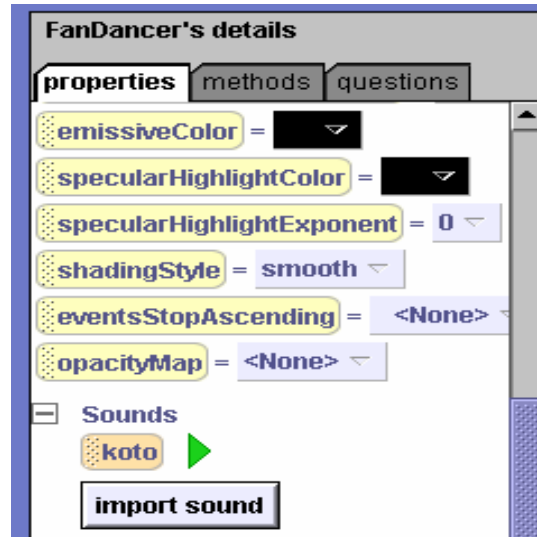 FanDancer's details
properties methods questions
emissiveColor =
specularHighlightColor =
specularHighlightExponent = 0
shadingStyle = smooth
eventsStopAscending = <None>
opacityMap = <None>
Sounds
koto
import sound